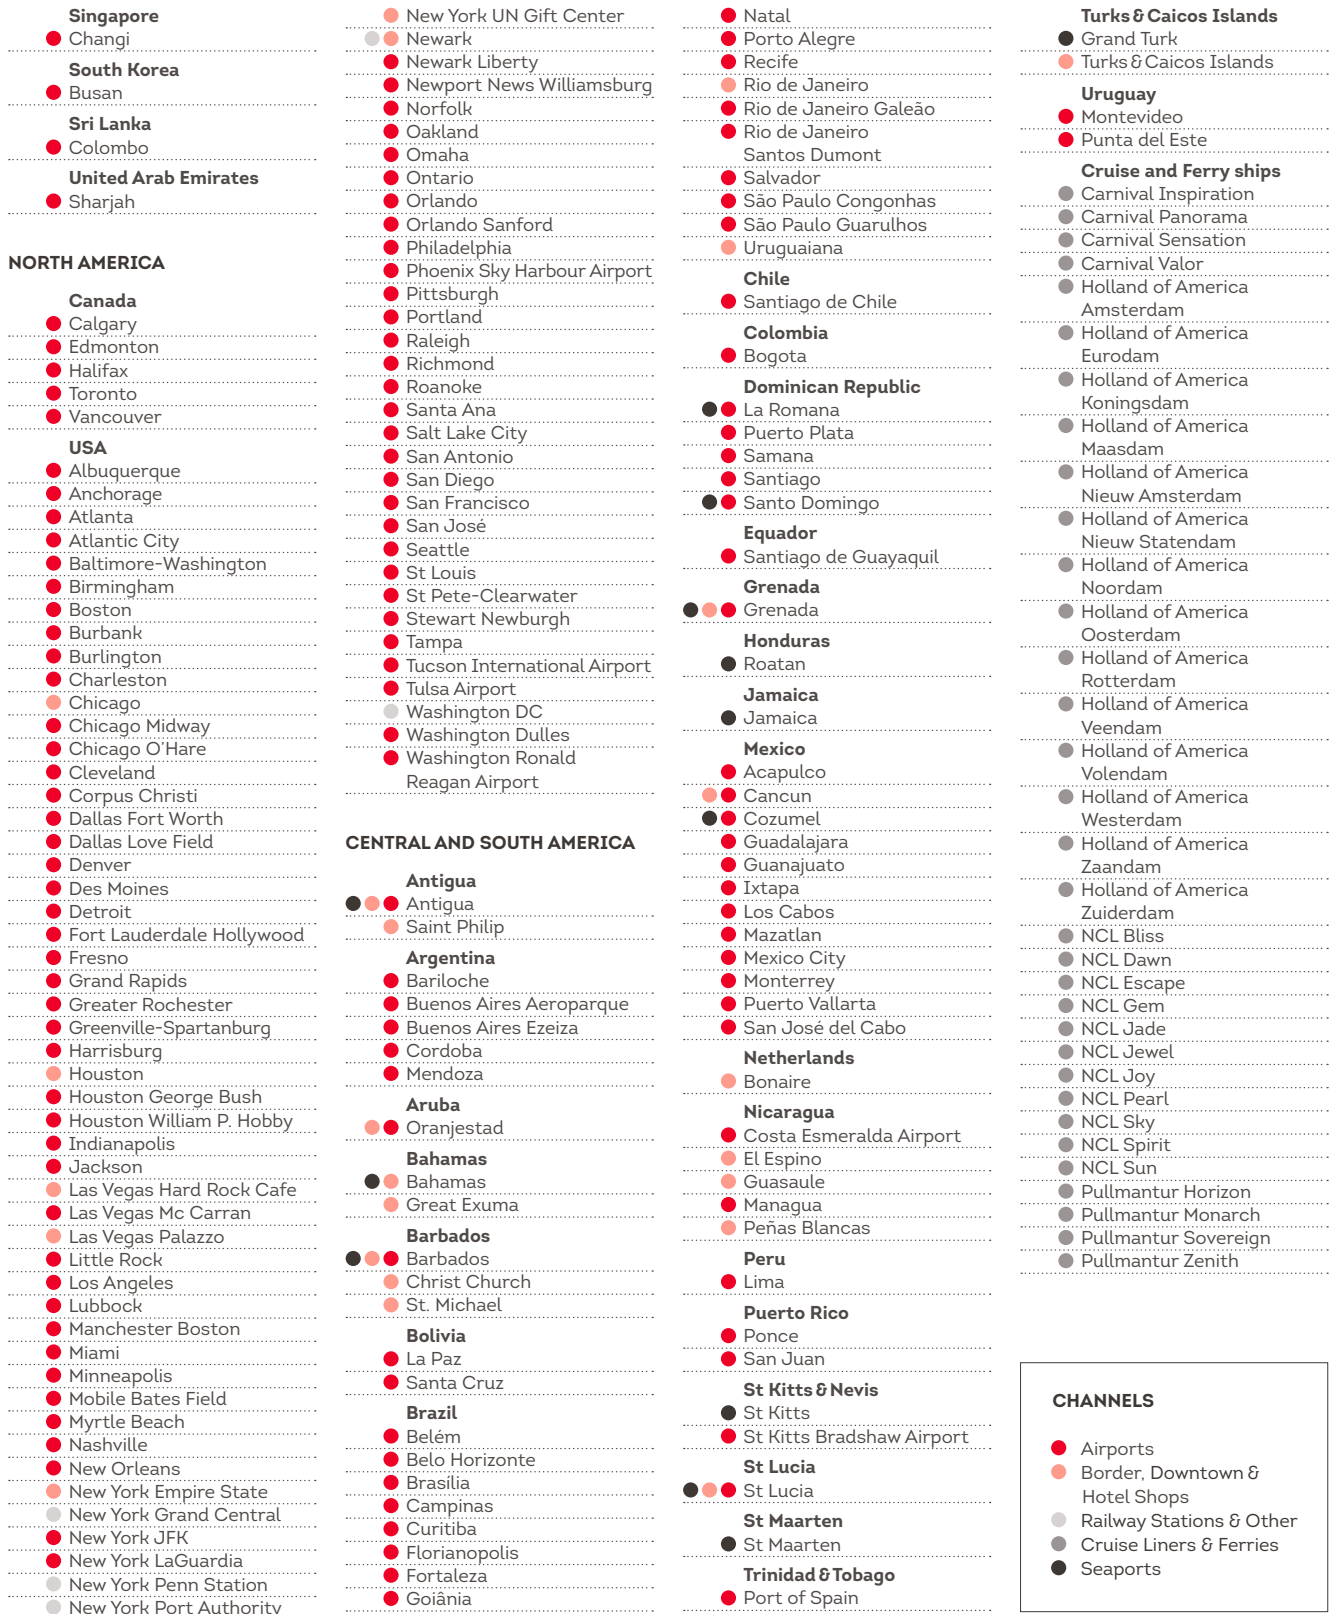 Singapore
Changi
South Korea
Busan
Sri Lanka
Colombo
United Arab Emirates
Sharjah
NORTH AMERICA
Canada
Calgary
Edmonton
Halifax
Toronto
Vancouver
USA
Albuquerque
Anchorage
Atlanta
Atlantic City
Baltimore-Washington
Birmingham
Boston
Burbank
Burlington
Charleston
Chicago
Chicago Midway
Chicago O'Hare
Cleveland
Corpus Christi
Dallas Fort Worth
Dallas Love Field
Denver
Des Moines
Detroit
Fort Lauderdale Hollywood
Fresno
Grand Rapids
Greater Rochester
Greenville-Spartanburg
Harrisburg
Houston
Houston George Bush
Houston William P. Hobby
Indianapolis
Jackson
Las Vegas Hard Rock Cafe
Las Vegas Mc Carran
Las Vegas Palazzo
Little Rock
Los Angeles
Lubbock
Manchester Boston
Miami
Minneapolis
Mobile Bates Field
Myrtle Beach
Nashville
New Orleans
New York Empire State
New York Grand Central
New York JFK
New York LaGuardia
New York Penn Station
New York Port Authority
New York UN Gift Center
Newark
Newark Liberty
Newport News Williamsburg
Norfolk
Oakland
Omaha
Ontario
Orlando
Orlando Sanford
Philadelphia
Phoenix Sky Harbour Airport
Pittsburgh
Portland
Raleigh
Richmond
Roanoke
Santa Ana
Salt Lake City
San Antonio
San Diego
San Francisco
San José
Seattle
St Louis
St Pete-Clearwater
Stewart Newburgh
Tampa
Tucson International Airport
Tulsa Airport
Washington DC
Washington Dulles
Washington Ronald
Reagan Airport
CENTRAL AND SOUTH AMERICA
Antigua
Antigua
Saint Philip
Argentina
Bariloche
Buenos Aires Aeroparque
Buenos Aires Ezeiza
Cordoba
Mendoza
Aruba
Oranjestad
Bahamas
Bahamas
Great Exuma
Barbados
Barbados
Christ Church
St. Michael
Bolivia
La Paz
Santa Cruz
Brazil
Belém
Belo Horizonte
Brasília
Campinas
Curitiba
Florianopolis
Fortaleza
Goiânia
Natal
Porto Alegre
Recife
Rio de Janeiro
Rio de Janeiro Galeão
Rio de Janeiro
Santos Dumont
Salvador
São Paulo Congonhas
São Paulo Guarulhos
Uruguaiana
Chile
Santiago de Chile
Colombia
Bogota
Dominican Republic
La Romana
Puerto Plata
Samana
Santiago
Santo Domingo
Equador
Santiago de Guayaquil
Grenada
Grenada
Honduras
Roatan
Jamaica
Jamaica
Mexico
Acapulco
Cancun
Cozumel
Guadalajara
Guanajuato
Ixtapa
Los Cabos
Mazatlan
Mexico City
Monterrey
Puerto Vallarta
San José del Cabo
Netherlands
Bonaire
Nicaragua
Costa Esmeralda Airport
El Espino
Guasaule
Managua
Peñas Blancas
Peru
Lima
Puerto Rico
Ponce
San Juan
St Kitts & Nevis
St Kitts
St Kitts Bradshaw Airport
St Lucia
St Lucia
St Maarten
St Maarten
Trinidad & Tobago
Port of Spain
Turks & Caicos Islands
Grand Turk
Turks & Caicos Islands
Uruguay
Montevideo
Punta del Este
Cruise and Ferry ships
Carnival Inspiration
Carnival Panorama
Carnival Sensation
Carnival Valor
Holland of America
Amsterdam
Holland of America
Eurodam
Holland of America
Koningsdam
Holland of America
Maasdam
Holland of America
Nieuw Amsterdam
Holland of America
Nieuw Statendam
Holland of America
Noordam
Holland of America
Oosterdam
Holland of America
Rotterdam
Holland of America
Veendam
Holland of America
Volendam
Holland of America
Westerdam
Holland of America
Zaandam
Holland of America
Zuiderdam
NCL Bliss
NCL Dawn
NCL Escape
NCL Gem
NCL Jade
NCL Jewel
NCL Joy
NCL Pearl
NCL Sky
NCL Spirit
NCL Sun
Pullmantur Horizon
Pullmantur Monarch
Pullmantur Sovereign
Pullmantur Zenith
CHANNELS
Airports
Border, Downtown &
Hotel Shops
Railway Stations & Other
Cruise Liners & Ferries
Seaports